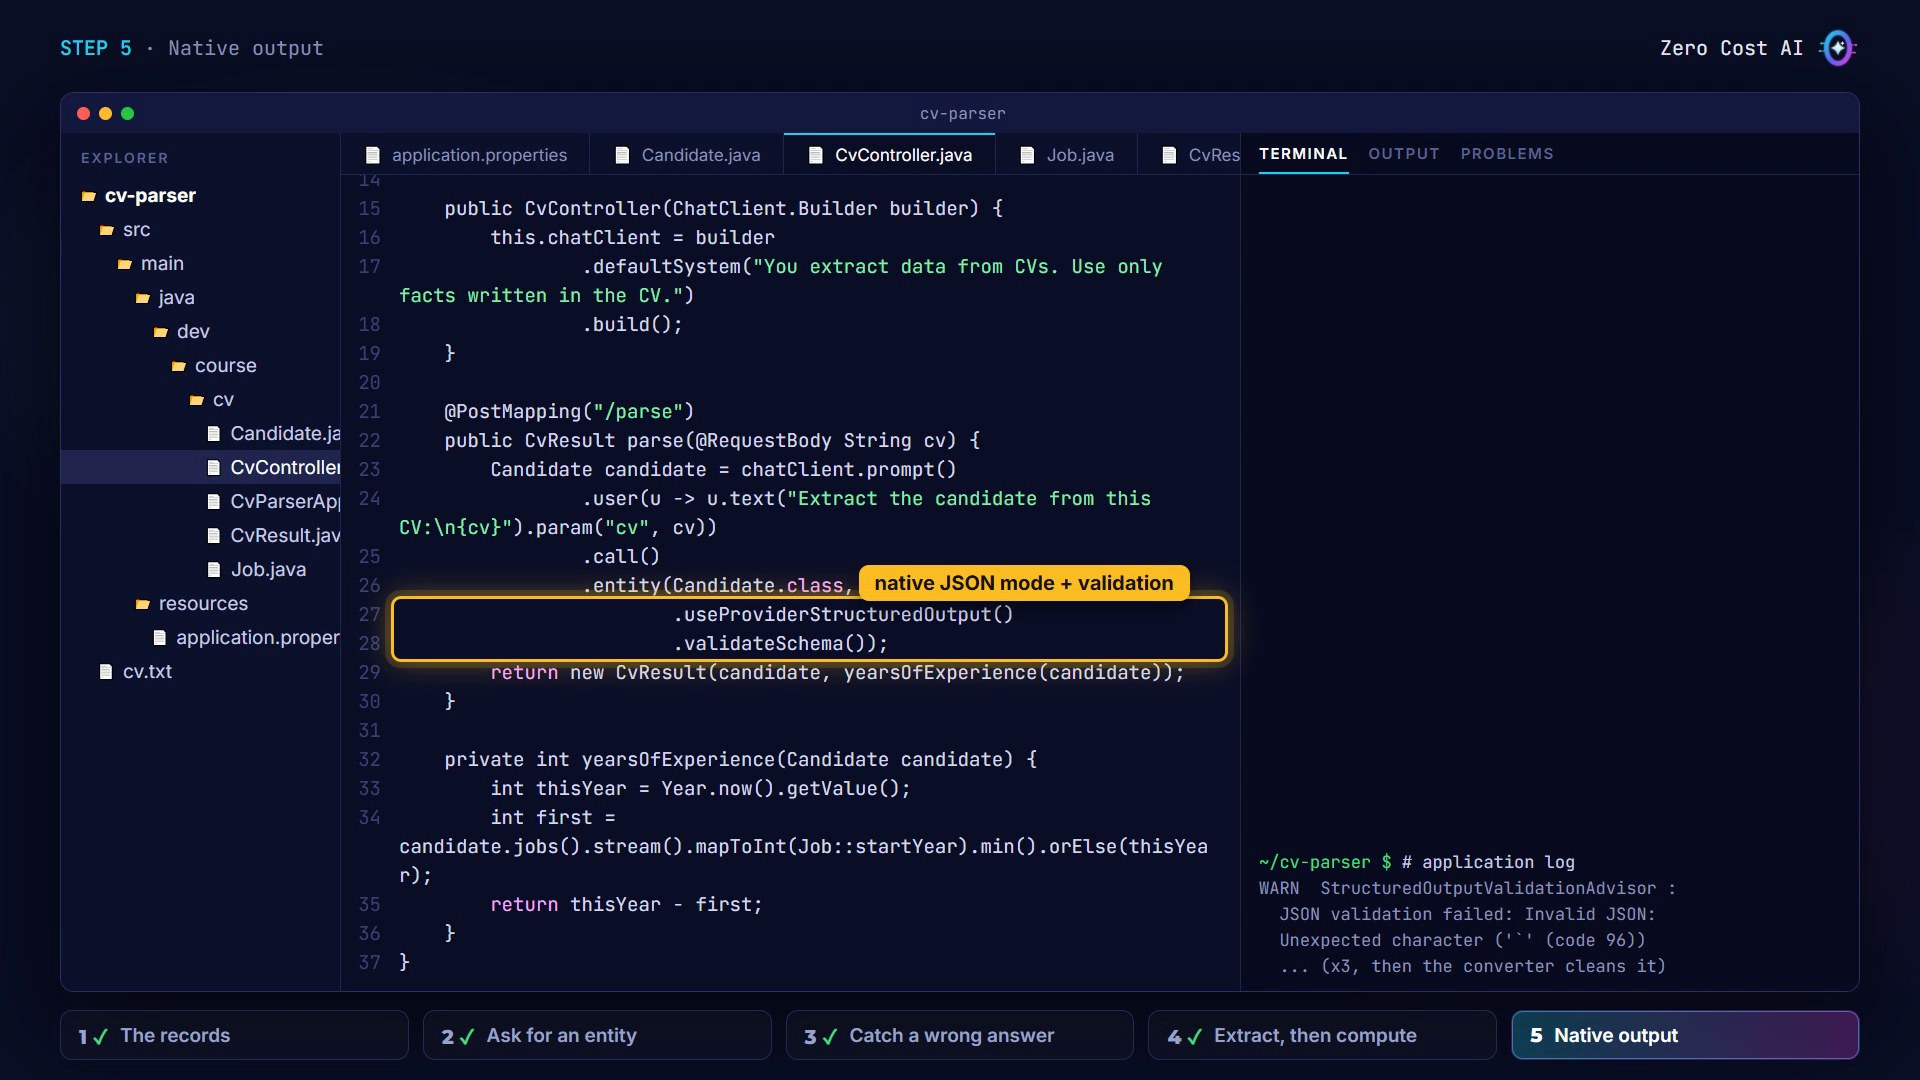 STEP 5 · Native output
Zero Cost AI
cv-parser
EXPLORER
cv-parser
src
main
java
dev
course
cv
Candidate.ja
CvController
CvParserApp
CvResult.jav
Job.java
resources
application.proper
cv.txt
application.properties
Candidate.java
CvController.java
Job.java
CvRes
14
15 public CvController(ChatClient.Builder builder) {
16 this.chatClient = builder
17 .defaultSystem("You extract data from CVs. Use only
facts written in the CV.")
18 .build();
19 }
20
21 @PostMapping("/parse")
22 public CvResult parse(@RequestBody String cv) {
23 Candidate candidate = chatClient.prompt()
24 .user(u -> u.text("Extract the candidate from this
CV:\n{cv}").param("cv", cv))
25 .call()
26 .entity(Candidate.class,
native JSON mode + validation
27 .useProviderStructuredOutput()
28 .validateSchema());
29 return new CvResult(candidate, yearsOfExperience(candidate));
30 }
31
32 private int yearsOfExperience(Candidate candidate) {
33 int thisYear = Year.now().getValue();
34 int first =
candidate.jobs().stream().mapToInt(Job::startYear).min().orElse(thisYea
r);
35 return thisYear - first;
36 }
37 }
TERMINAL OUTPUT PROBLEMS
~/cv-parser $ # application log
WARN StructuredOutputValidationAdvisor :
JSON validation failed: Invalid JSON:
Unexpected character ('`' (code 96))
... (x3, then the converter cleans it)
1 ✓ The records
2 ✓ Ask for an entity
3 ✓ Catch a wrong answer
4 ✓ Extract, then compute
5 Native output